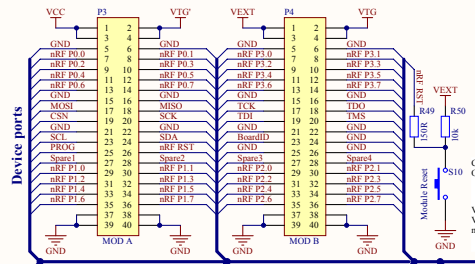 P3 P4
VCC VTG' VEXT VTG
1 2 1 2
3 4 3 4
GND 5 6 GND GND 5 6 GND
nRF P0.0 7 8 nRF P0.1 nRF P3.0 7 8 nRF P3.1
nRF P0.2 9 10 nRF P0.3 nRF P3.2 9 10 nRF P3.3
nRF P0.4 11 12 nRF P0.5 nRF P3.4 11 12 nRF P3.5
nRF P0.6 13 14 nRF P0.7 nRF P3.6 13 14 nRF P3.7
GND 15 16 GND GND 15 16 GND
MOSI 17 18 MISO TCK 17 18 TDO
CSN 19 20 SCK TDI 19 20 TMS
GND 21 22 GND GND 21 22 GND
SCL 23 24 SDA BoardID 23 24 GND
PROG 25 26 nRF RST GND 25 26 GND
Spare1 27 28 Spare2 Spare3 27 28 Spare4
nRF P1.0 29 30 nRF P1.1 nRF P2.0 29 30 nRF P2.1
nRF P1.2 31 32 nRF P1.3 nRF P2.2 31 32 nRF P2.3
nRF P1.4 33 34 nRF P1.5 nRF P2.4 33 34 nRF P2.5
nRF P1.6 35 36 nRF P1.7 nRF P2.6 35 36 nRF P2.7
37 38 37 38
39 40 39 40
GND GND GND GND
MOD A MOD B
Device ports
nRF RST
VEXT
R49 R50
150R 10k
S10
Module Reset
GND